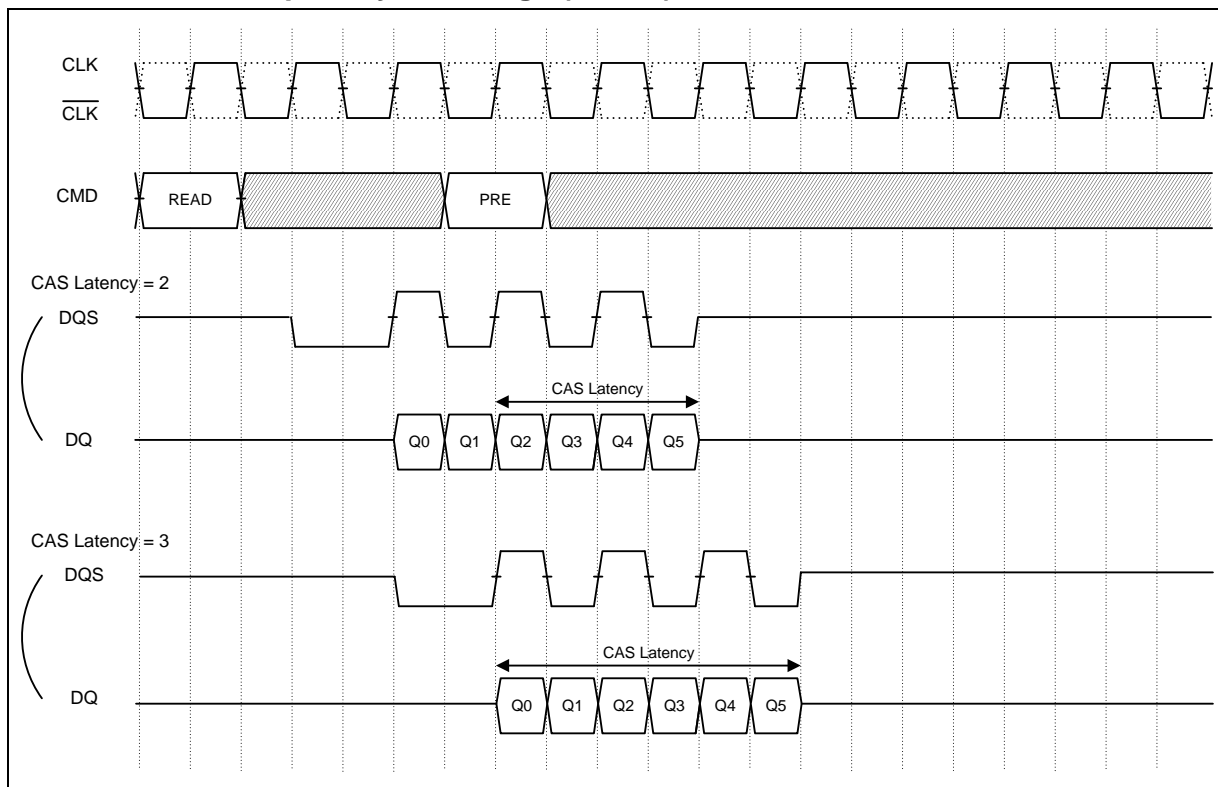 CLK
CLK
CMD
READ
PRE
CAS Latency = 2
DQS
CAS Latency
DQ
Q0 Q1 Q2 Q3 Q4 Q5
CAS Latency = 3
DQS
CAS Latency
DQ
Q0 Q1 Q2 Q3 Q4 Q5